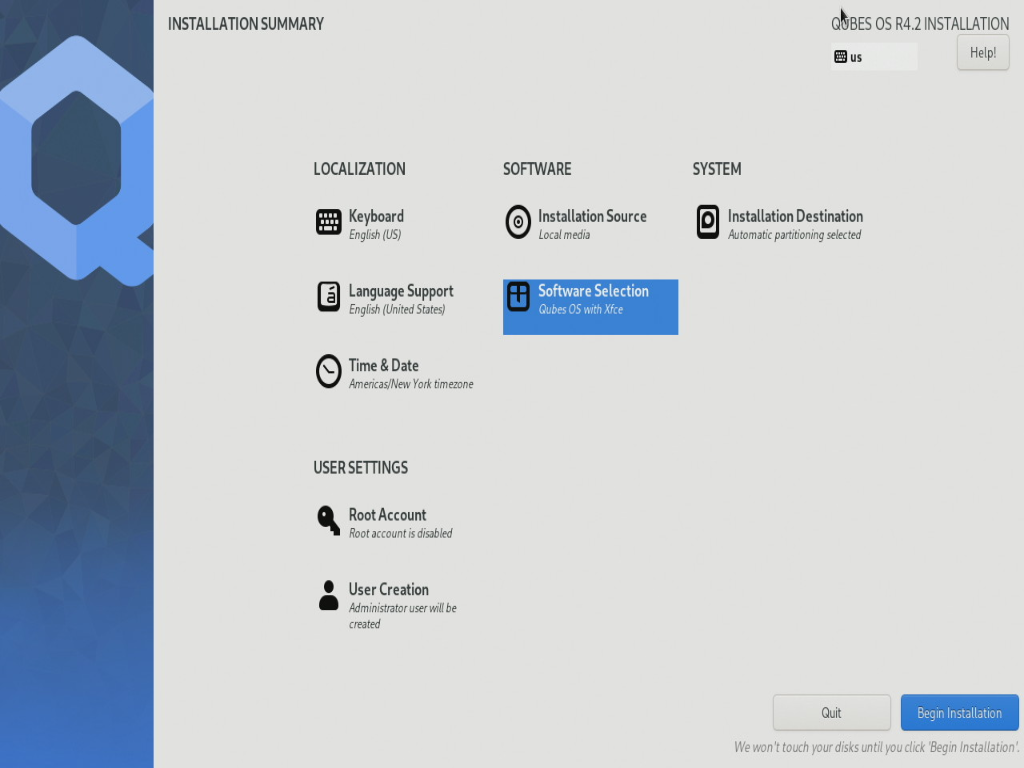 INSTALLATION SUMMARY
QUBES OS R4.2 INSTALLATION
us
Help!
LOCALIZATION
Keyboard
English (US)
Language Support
English (United States)
Time & Date
Americas/New York timezone
SOFTWARE
Installation Source
Local media
Software Selection
Qubes OS with Xfce
SYSTEM
Installation Destination
Automatic partitioning selected
USER SETTINGS
Root Account
Root account is disabled
User Creation
Administrator user will be
created
Quit
Begin Installation
We won't touch your disks until you click 'Begin Installation'.